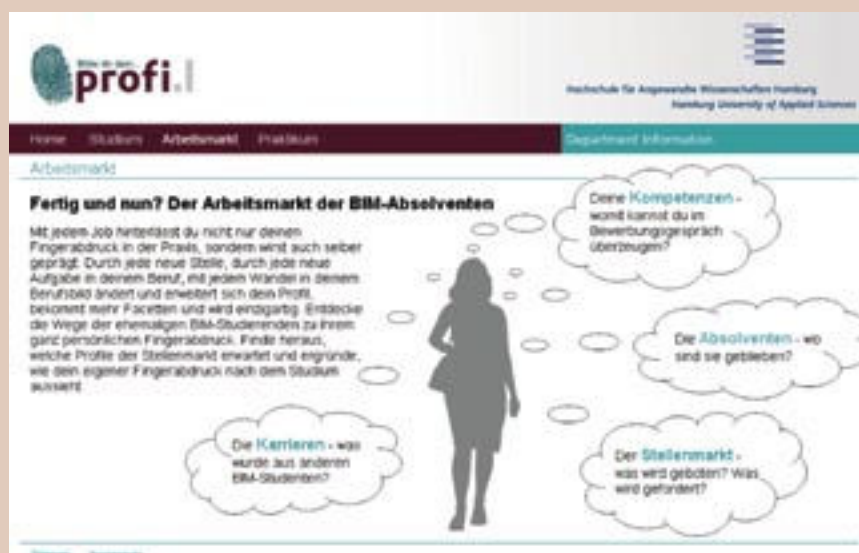 profi.l
Hochschule für Angewandte Wissenschaften Hamburg
Hamburg University of Applied Sciences
Home Studium Arbeitsmarkt Praktikum
Department Information
Arbeitsmarkt
Fertig und nun? Der Arbeitsmarkt der BIM-Absolventen
Mit jedem Job hinterlässt du nicht nur deinen
Fingerabdruck in der Praxis, sondern wirst auch selber
geprägt. Durch jede neue Stelle, durch jede neue
Aufgabe in deinem Beruf, mit jedem Wandel in deinem
Berufsbild ändert und erweitert sich dein Profil,
bekommt mehr Facetten und wird einzigartig. Entdecke
die Wege der ehemaligen BIM-Studierenden zu ihrem
ganz persönlichen Fingerabdruck. Finde heraus,
welche Profile der Stellenmarkt erwartet und ergründe,
wie dein eigener Fingerabdruck nach dem Studium
aussieht.
Deine Kompetenzen -
womit kannst du im
Bewerbungsgespräch
überzeugen?
Die Absolventen - wo
sind sie geblieben?
Die Karrieren - was
wurde aus anderen
BIM-Studenten?
Der Stellenmarkt -
was wird geboten? Was
wird gefordert?